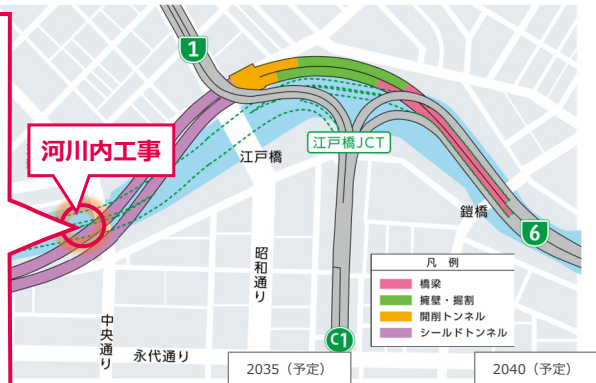 1
河川内工事
江戸橋
江戸橋JCT
鎧橋
6
昭和通り
中央通り
永代通り
C1
凡 例
橋梁
擁壁・掘割
開削トンネル
シールドトンネル
2035（予定）
2040（予定）